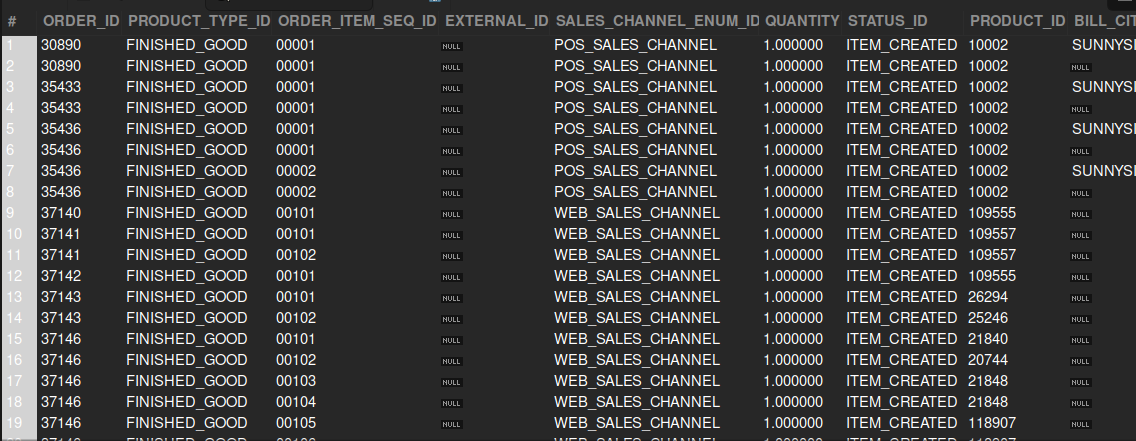 # ORDER_ID PRODUCT_TYPE_ID ORDER_ITEM_SEQ_ID EXTERNAL_ID SALES_CHANNEL_ENUM_ID QUANTITY STATUS_ID PRODUCT_ID BILL_CIT
1 30890 FINISHED_GOOD 00001 NULL POS_SALES_CHANNEL 1.000000 ITEM_CREATED 10002 SUNNYSI
2 30890 FINISHED_GOOD 00001 NULL POS_SALES_CHANNEL 1.000000 ITEM_CREATED 10002 NULL
3 35433 FINISHED_GOOD 00001 NULL POS_SALES_CHANNEL 1.000000 ITEM_CREATED 10002 SUNNYSI
4 35433 FINISHED_GOOD 00001 NULL POS_SALES_CHANNEL 1.000000 ITEM_CREATED 10002 NULL
5 35436 FINISHED_GOOD 00001 NULL POS_SALES_CHANNEL 1.000000 ITEM_CREATED 10002 SUNNYSI
6 35436 FINISHED_GOOD 00001 NULL POS_SALES_CHANNEL 1.000000 ITEM_CREATED 10002 NULL
7 35436 FINISHED_GOOD 00002 NULL POS_SALES_CHANNEL 1.000000 ITEM_CREATED 10002 SUNNYSI
8 35436 FINISHED_GOOD 00002 NULL POS_SALES_CHANNEL 1.000000 ITEM_CREATED 10002 NULL
9 37140 FINISHED_GOOD 00101 NULL WEB_SALES_CHANNEL 1.000000 ITEM_CREATED 109555 NULL
10 37141 FINISHED_GOOD 00101 NULL WEB_SALES_CHANNEL 1.000000 ITEM_CREATED 109557 NULL
11 37141 FINISHED_GOOD 00102 NULL WEB_SALES_CHANNEL 1.000000 ITEM_CREATED 109557 NULL
12 37142 FINISHED_GOOD 00101 NULL WEB_SALES_CHANNEL 1.000000 ITEM_CREATED 109555 NULL
13 37143 FINISHED_GOOD 00101 NULL WEB_SALES_CHANNEL 1.000000 ITEM_CREATED 26294 NULL
14 37143 FINISHED_GOOD 00102 NULL WEB_SALES_CHANNEL 1.000000 ITEM_CREATED 25246 NULL
15 37146 FINISHED_GOOD 00101 NULL WEB_SALES_CHANNEL 1.000000 ITEM_CREATED 21840 NULL
16 37146 FINISHED_GOOD 00102 NULL WEB_SALES_CHANNEL 1.000000 ITEM_CREATED 20744 NULL
17 37146 FINISHED_GOOD 00103 NULL WEB_SALES_CHANNEL 1.000000 ITEM_CREATED 21848 NULL
18 37146 FINISHED_GOOD 00104 NULL WEB_SALES_CHANNEL 1.000000 ITEM_CREATED 21848 NULL
19 37146 FINISHED_GOOD 00105 NULL WEB_SALES_CHANNEL 1.000000 ITEM_CREATED 118907 NULL